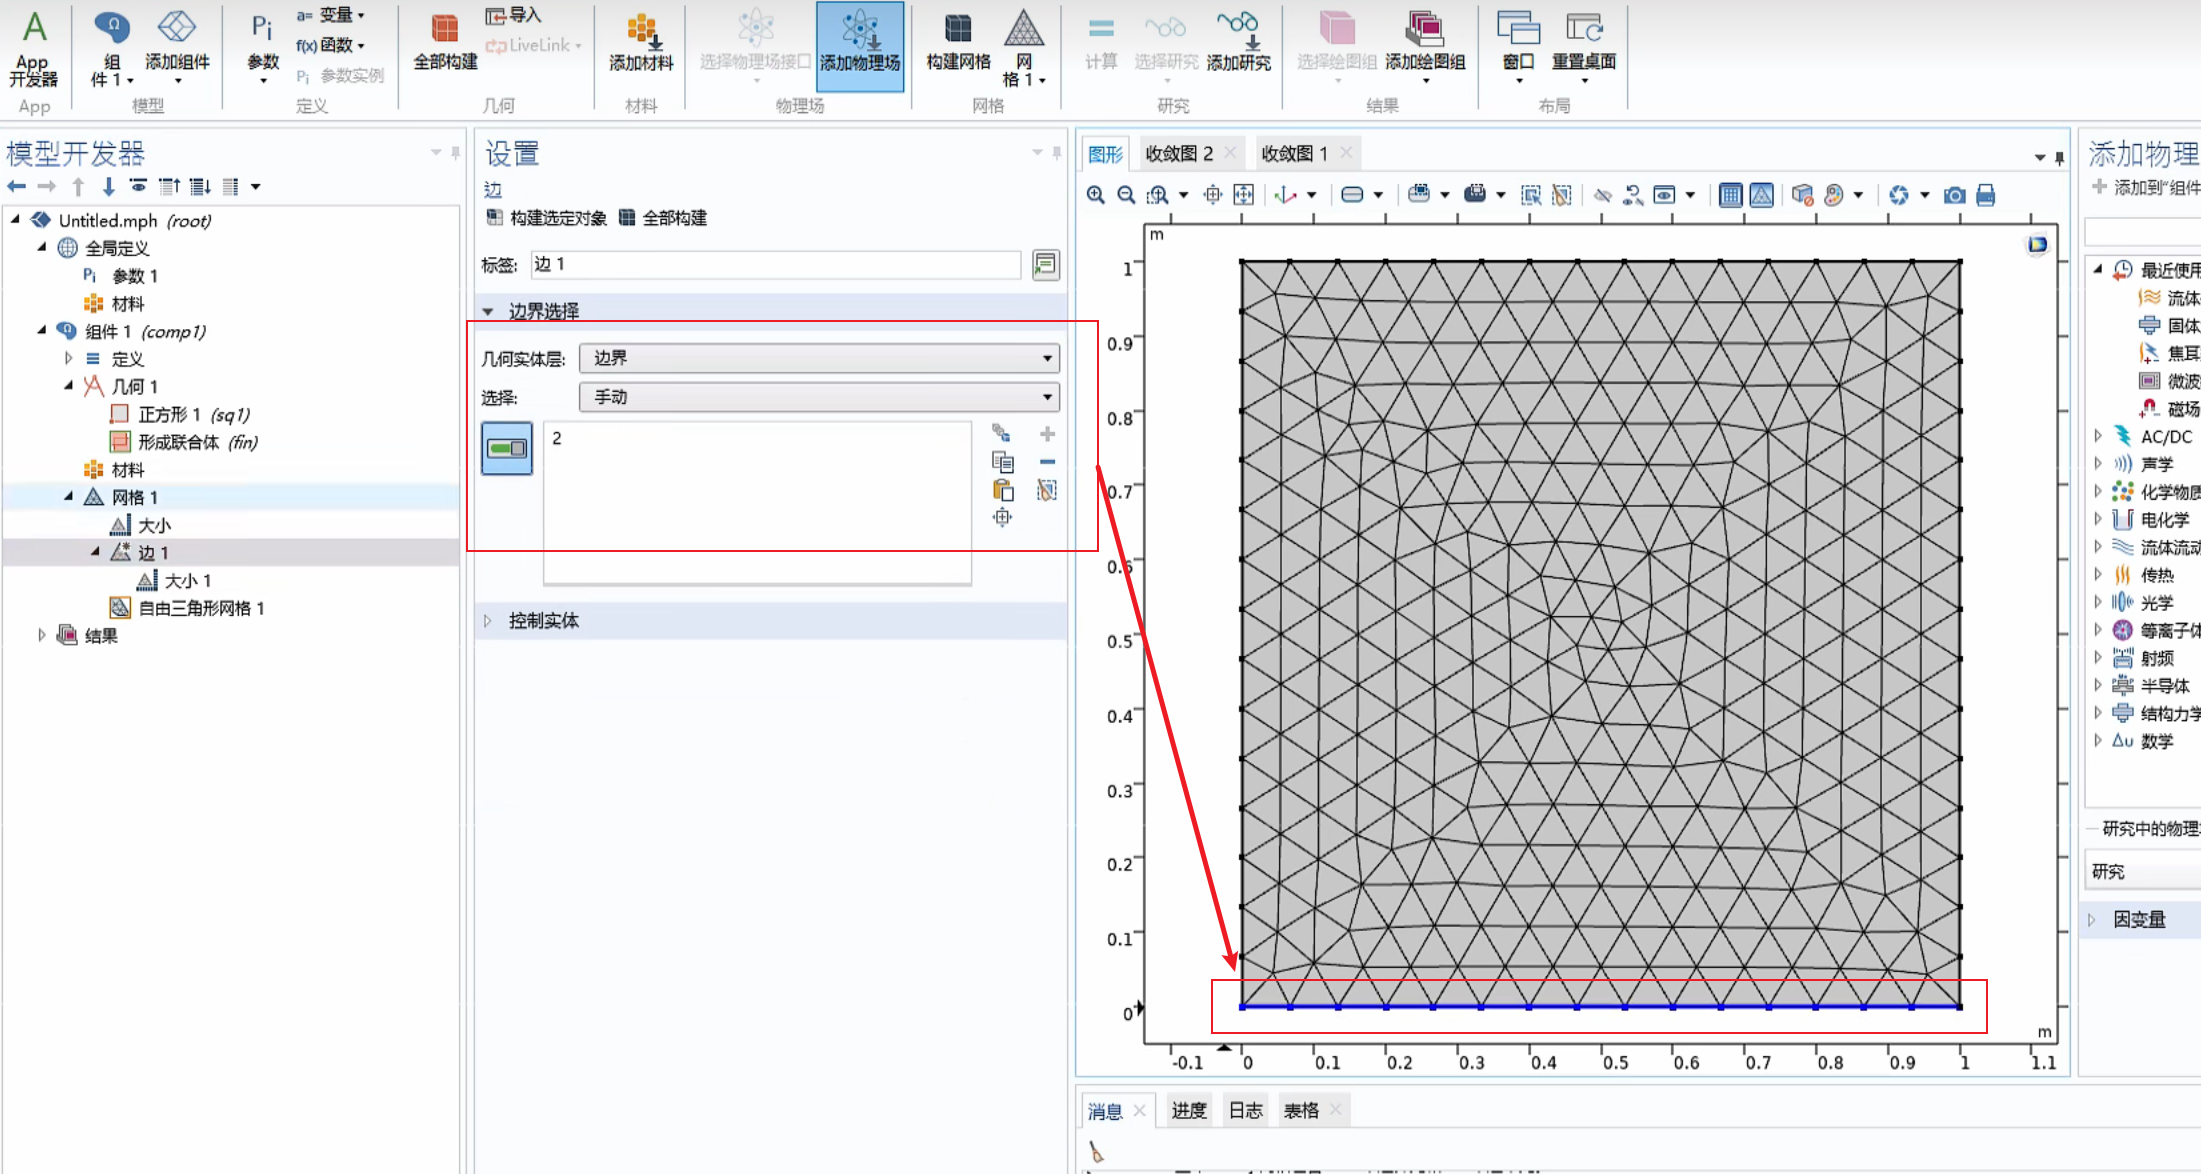 App 开发器
组件 1
添加组件
Pi
参数
a= 变量
f(x) 函数
Pi 参数实例
全部构建
导入
LiveLink
添加材料
选择物理场接口
添加物理场
构建网格
网格 1
计算
选择研究
添加研究
选择绘图组
添加绘图组
窗口
重置桌面
App
模型
定义
几何
材料
物理场
网格
研究
结果
布局
模型开发器
Untitled.mph (root)
全局定义
Pi 参数 1
材料
组件 1 (comp1)
定义
几何 1
正方形 1 (sq1)
形成联合体 (fin)
材料
网格 1
大小
边 1
大小 1
自由三角形网格 1
结果
设置
边
构建选定对象 全部构建
标签: 边 1
边界选择
几何实体层: 边界
选择: 手动
2
控制实体
图形 收敛图 2 收敛图 1
m
1
0.9
0.8
0.7
0.6
0.5
0.4
0.3
0.2
0.1
0
m
-0.1 0 0.1 0.2 0.3 0.4 0.5 0.6 0.7 0.8 0.9 1 1.1
消息 进度 日志 表格
添加物理
添加到"组件
最近使用
流体
固体
焦耳
微波
磁场
AC/DC
声学
化学物质
电化学
流体流动
传热
光学
等离子体
射频
半导体
结构力学
Δu 数学
研究中的物理
研究
因变量